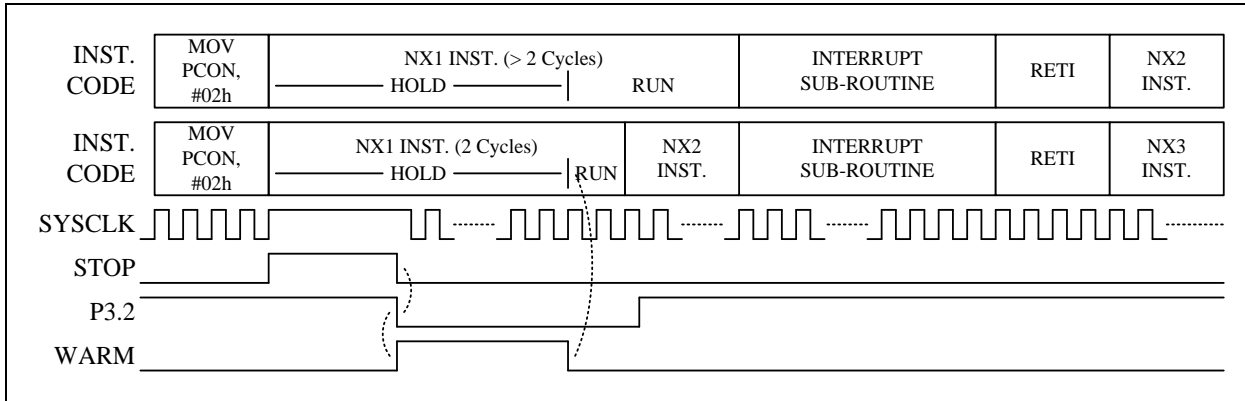 INST. CODE
MOV PCON, #02h
NX1 INST. (> 2 Cycles)
HOLD
RUN
INTERRUPT SUB-ROUTINE
RETI
NX2 INST.
INST. CODE
MOV PCON, #02h
NX1 INST. (2 Cycles)
HOLD
RUN
NX2 INST.
INTERRUPT SUB-ROUTINE
RETI
NX3 INST.
SYSCLK
STOP
P3.2
WARM